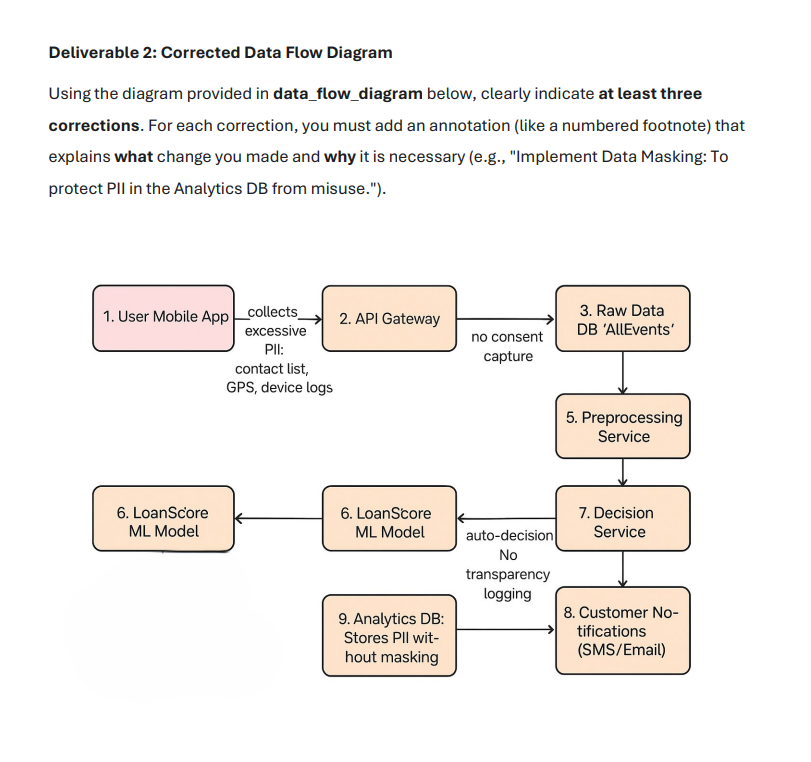 Deliverable 2: Corrected Data Flow Diagram
Using the diagram provided in data_flow_diagram below, clearly indicate at least three
corrections. For each correction, you must add an annotation (like a numbered footnote) that
explains what change you made and why it is necessary (e.g., "Implement Data Masking: To
protect PII in the Analytics DB from misuse.").
1. User Mobile App
collects
excessive
PII:
contact list,
GPS, device logs
2. API Gateway
no consent
capture
3. Raw Data
DB ‘AllEvents’
5. Preprocessing
Service
6. LoanScore
ML Model
6. LoanScore
ML Model
auto-decision
No
transparency
logging
7. Decision
Service
9. Analytics DB:
Stores PII wit-
hout masking
8. Customer No-
tifications
(SMS/Email)